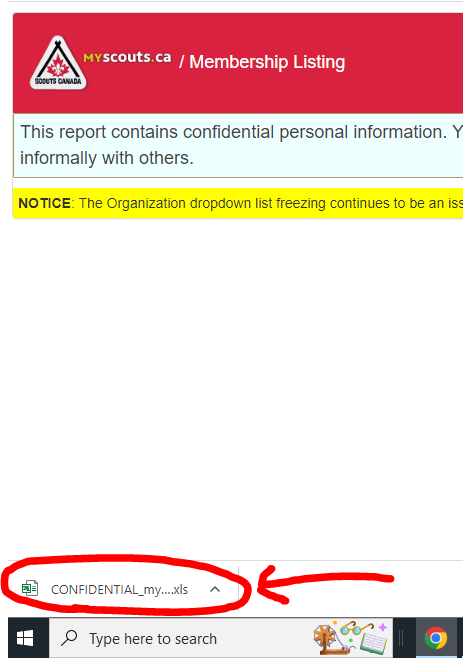 MYscouts.ca / Membership Listing
SCOUTS CANADA
This report contains confidential personal information. Y
informally with others.
NOTICE: The Organization dropdown list freezing continues to be an iss
CONFIDENTIAL_my....xls
Type here to search